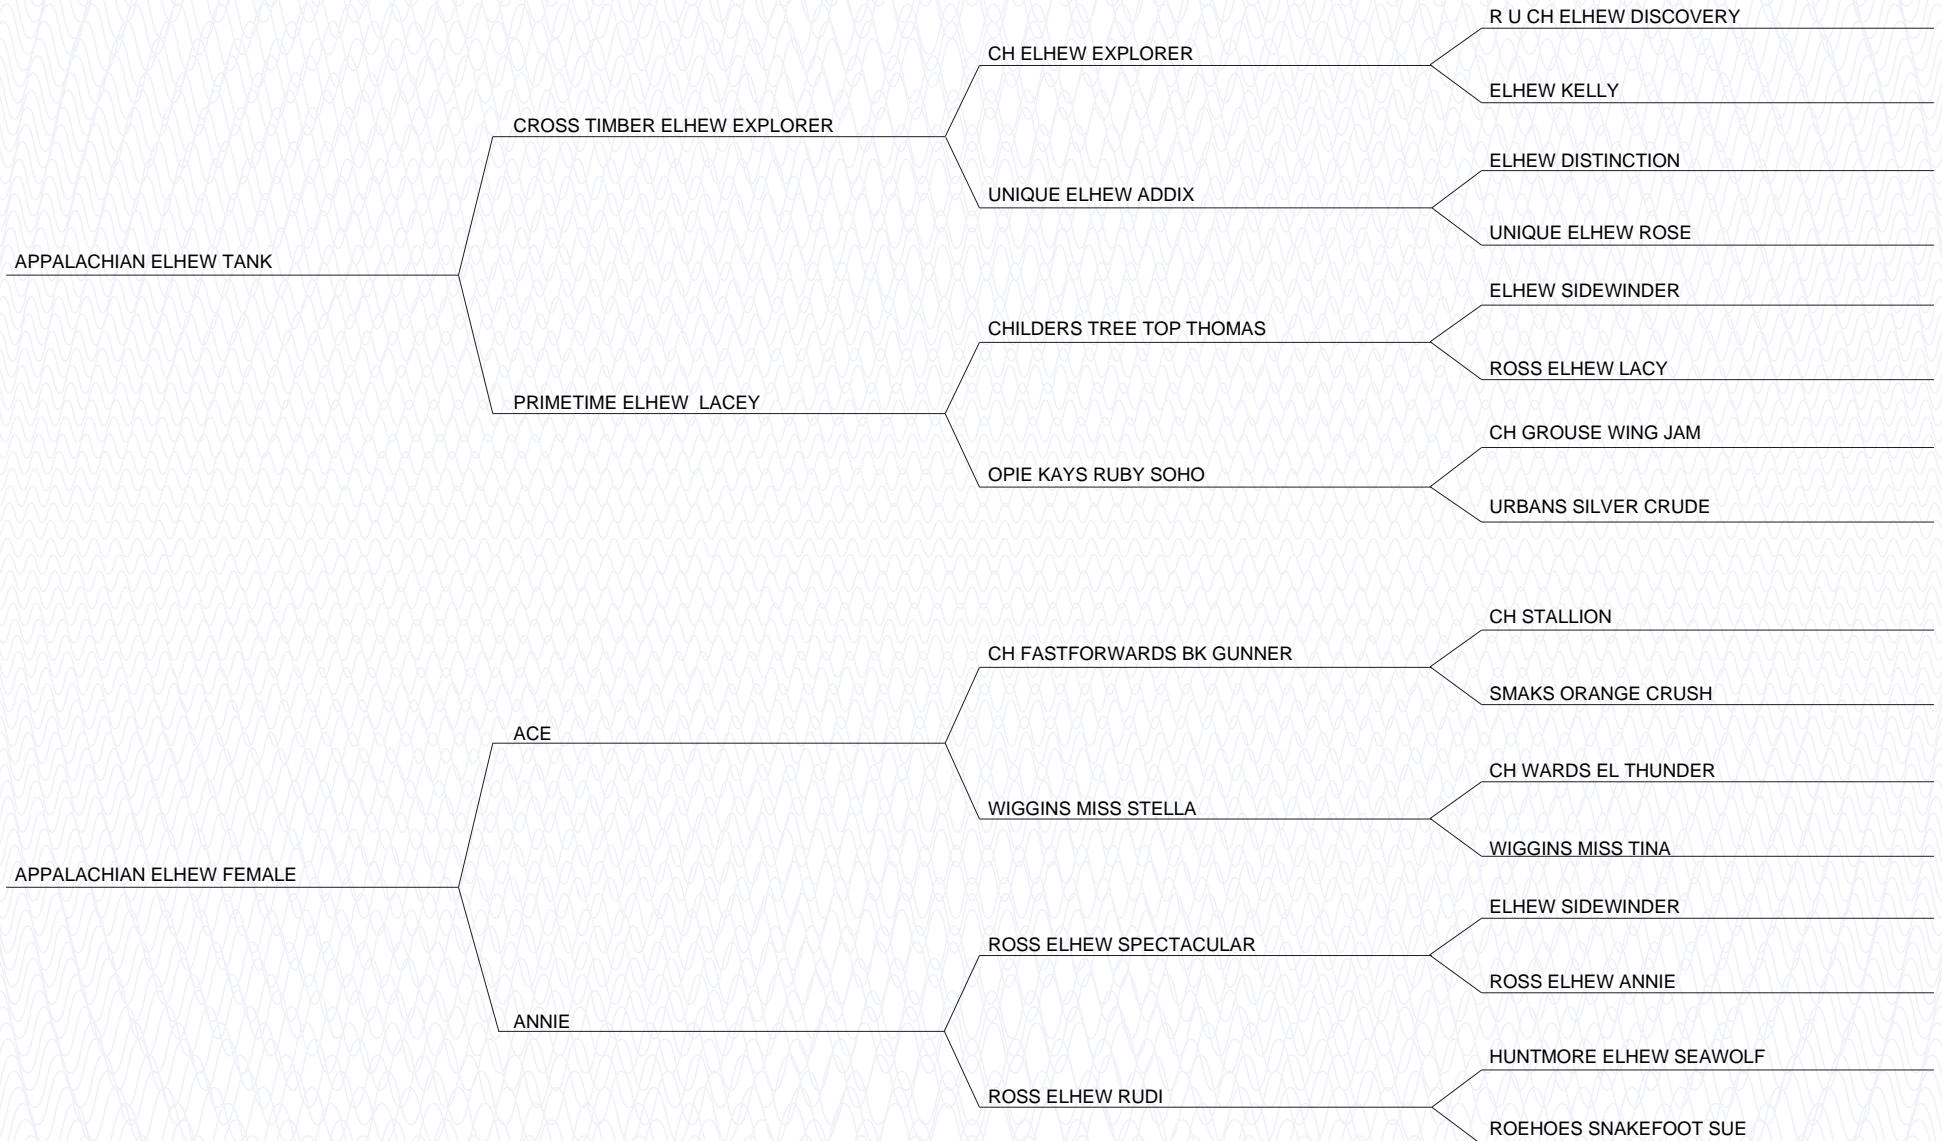 R U CH ELHEW DISCOVERY
CH ELHEW EXPLORER
ELHEW KELLY
CROSS TIMBER ELHEW EXPLORER
ELHEW DISTINCTION
UNIQUE ELHEW ADDIX
UNIQUE ELHEW ROSE
APPALACHIAN ELHEW TANK
ELHEW SIDEWINDER
CHILDERS TREE TOP THOMAS
ROSS ELHEW LACY
PRIMETIME ELHEW  LACEY
CH GROUSE WING JAM
OPIE KAYS RUBY SOHO
URBANS SILVER CRUDE
CH STALLION
CH FASTFORWARDS BK GUNNER
SMAKS ORANGE CRUSH
ACE
CH WARDS EL THUNDER
WIGGINS MISS STELLA
WIGGINS MISS TINA
APPALACHIAN ELHEW FEMALE
ELHEW SIDEWINDER
ROSS ELHEW SPECTACULAR
ROSS ELHEW ANNIE
ANNIE
HUNTMORE ELHEW SEAWOLF
ROSS ELHEW RUDI
ROEHOES SNAKEFOOT SUE